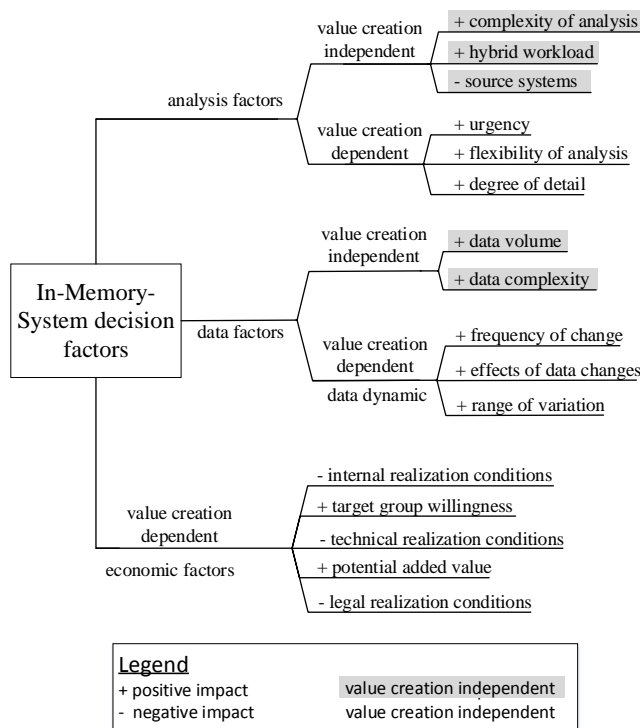 + complexity of analysis
value creation
independent
+ hybrid workload
- source systems
analysis factors
+ urgency
value creation
dependent
+ flexibility of analysis
+ degree of detail
value creation
independent
+ data volume
+ data complexity
In-Memory-
System decision
factors
data factors
value creation
dependent
data dynamic
+ frequency of change
+ effects of data changes
+ range of variation
value creation
dependent
economic factors
- internal realization conditions
+ target group willingness
- technical realization conditions
+ potential added value
- legal realization conditions
Legend
+ positive impact
- negative impact
value creation independent
value creation independent